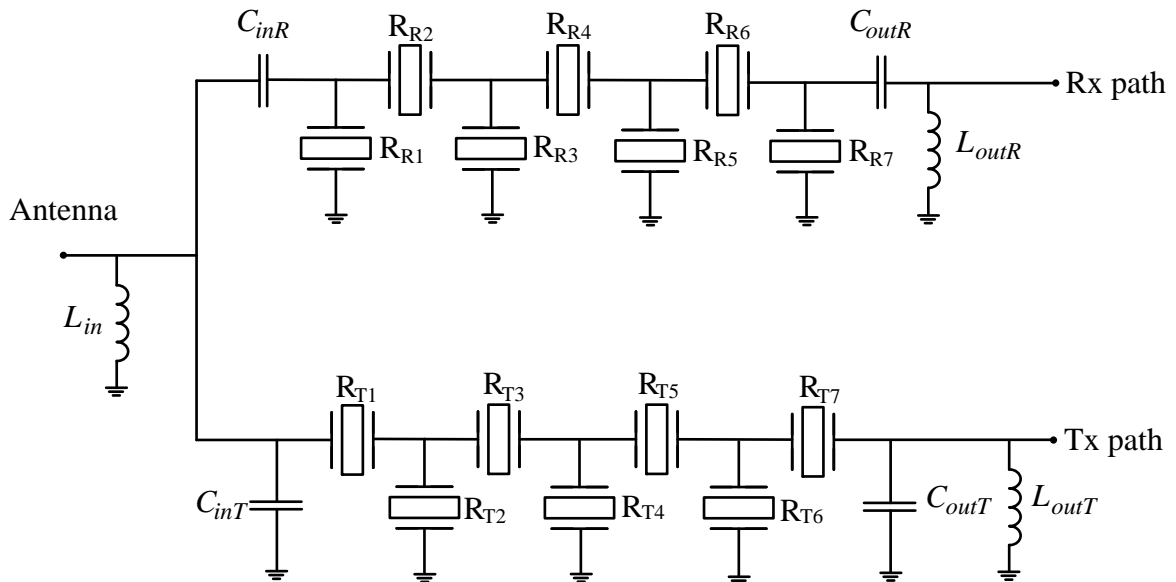 C_inR
R_R2
R_R4
R_R6
C_outR
Rx path
R_R1
R_R3
R_R5
R_R7
L_outR
Antenna
L_in
R_T1
R_T3
R_T5
R_T7
Tx path
C_inT
R_T2
R_T4
R_T6
C_outT
L_outT